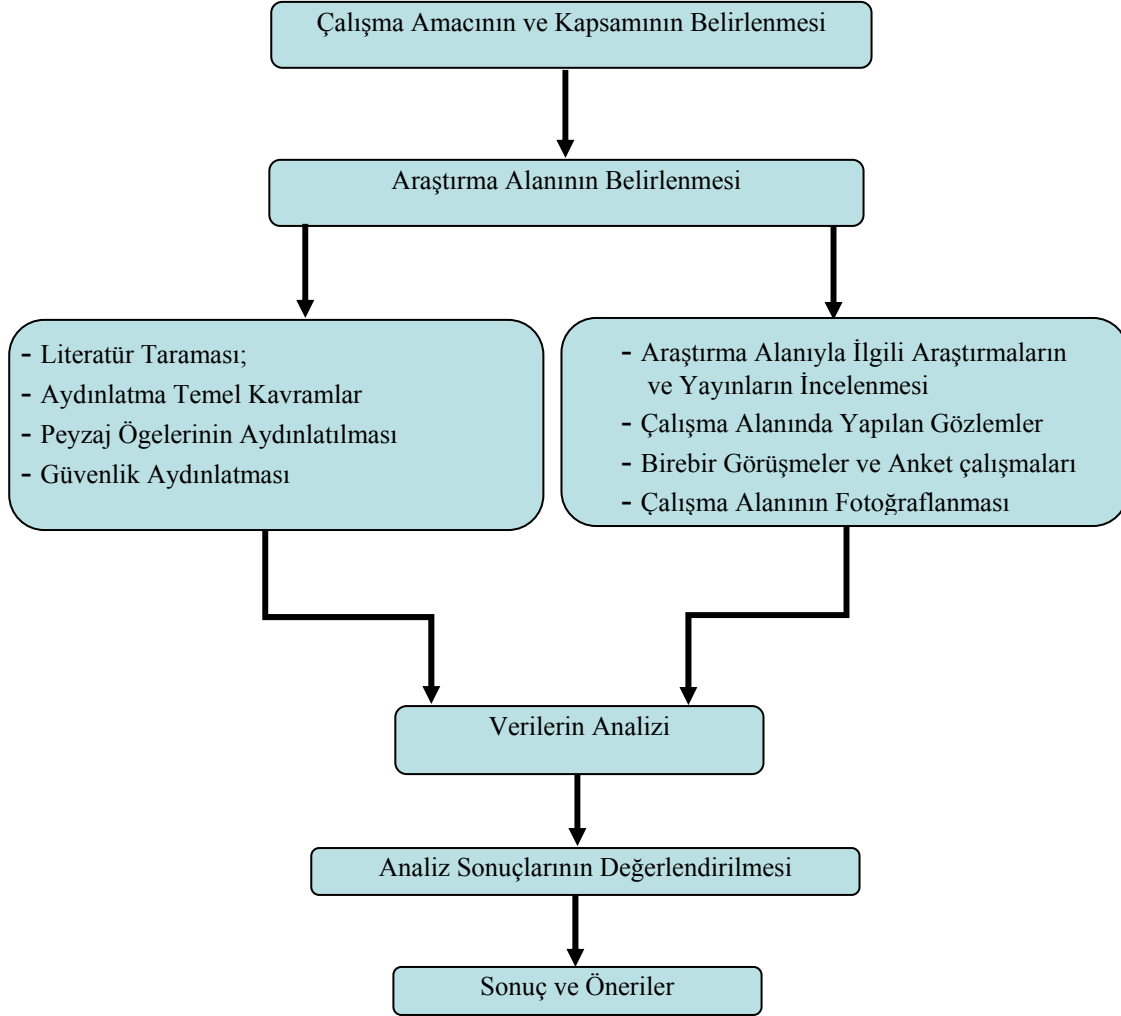 Çalışma Amacının ve Kapsamının Belirlenmesi
Araştırma Alanının Belirlenmesi
- Literatür Taraması;
- Aydınlatma Temel Kavramlar
- Peyzaj Ögelerinin Aydınlatılması
- Güvenlik Aydınlatması
- Araştırma Alanıyla İlgili Araştırmaların
ve Yayınların İncelenmesi
- Çalışma Alanında Yapılan Gözlemler
- Birebir Görüşmeler ve Anket çalışmaları
- Çalışma Alanının Fotoğraflanması
Verilerin Analizi
Analiz Sonuçlarının Değerlendirilmesi
Sonuç ve Öneriler